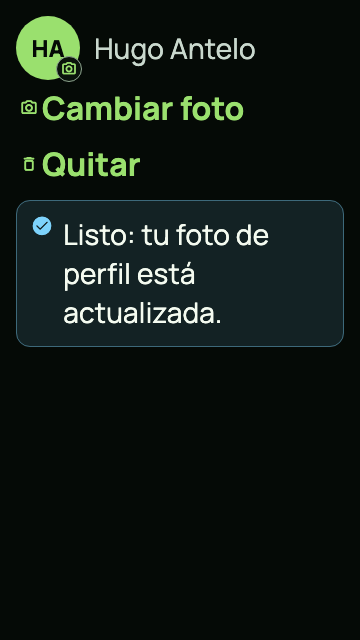 HA
Hugo Antelo
Cambiar foto
Quitar
Listo: tu foto de
perfil está
actualizada.